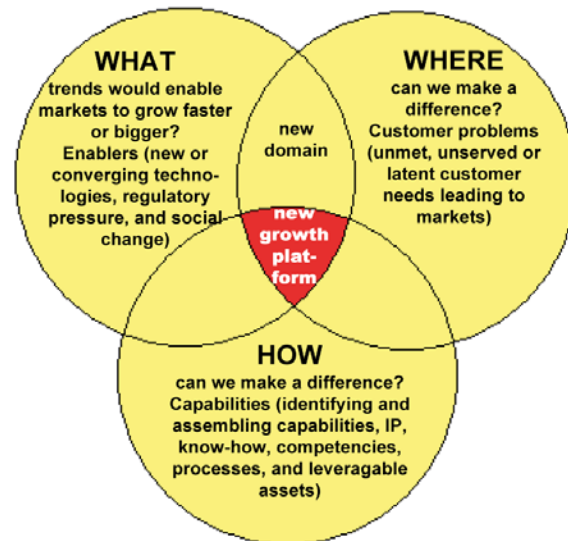 WHAT
trends would enable
markets to grow faster
or bigger?
Enablers (new or
converging techno-
logies, regulatory
pressure, and social
change)
WHERE
can we make a
difference?
Customer problems
(unmet, unserved or
latent customer
needs leading to
markets)
new
domain
new
growth
plat-
form
HOW
can we make a difference?
Capabilities (identifying and
assembling capabilities, IP,
know-how, competencies,
processes, and leveragable
assets)